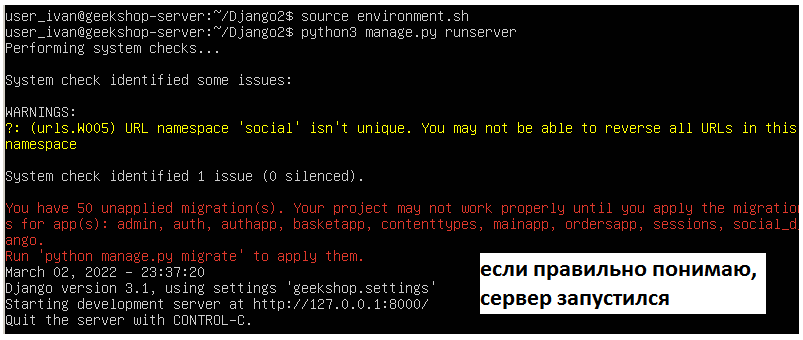 user_ivan@geekshop-server:~/Django2$ source environment.sh
user_ivan@geekshop-server:~/Django2$ python3 manage.py runserver
Performing system checks...
System check identified some issues:
WARNINGS:
?: (urls.W005) URL namespace 'social' isn't unique. You may not be able to reverse all URLs in this
namespace
System check identified 1 issue (0 silenced).
You have 50 unapplied migration(s). Your project may not work properly until you apply the migration
s for app(s): admin, auth, authapp, basketapp, contenttypes, mainapp, ordersapp, sessions, social_dj
ango.
Run 'python manage.py migrate' to apply them.
March 02, 2022 - 23:37:20
Django version 3.1, using settings 'geekshop.settings'
Starting development server at http://127.0.0.1:8000/
Quit the server with CONTROL-C.
если правильно понимаю,
сервер запустился